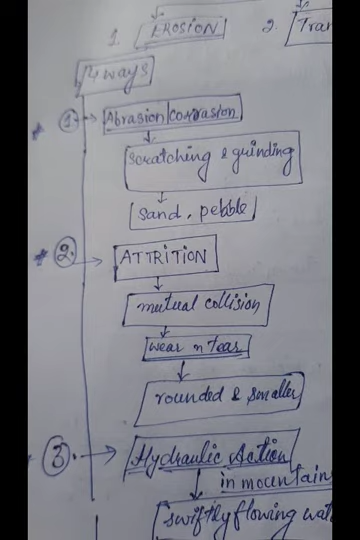 1. EROSION 2. Tran
4 ways
* 1. → Abrasion/corrasion
scratching & grinding
sand, pebble
* 2. → ATTRITION
mutual collision
wear n tear
rounded & smaller
3. → Hydraulic Action
in mountain
swiftly flowing wat